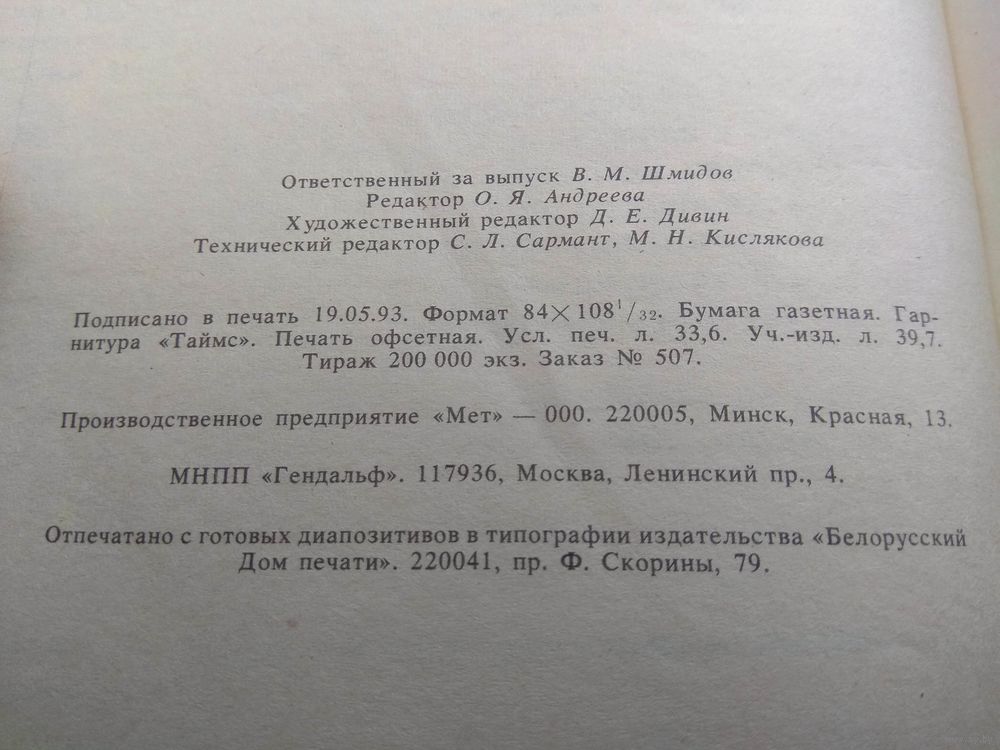 Ответственный за выпуск В. М. Шмидов
Редактор О. Я. Андреева
Художественный редактор Д. Е. Дивин
Технический редактор С. Л. Сармант, М. Н. Кислякова
Подписано в печать 19.05.93. Формат 84×108¹/₃₂. Бумага газетная. Гар-
нитура «Таймс». Печать офсетная. Усл. печ. л. 33,6. Уч.-изд. л. 39,7.
Тираж 200 000 экз. Заказ № 507.
Производственное предприятие «Мет» — ООО. 220005, Минск, Красная, 13.
МНПП «Гендальф». 117936, Москва, Ленинский пр., 4.
Отпечатано с готовых диапозитивов в типографии издательства «Белорусский
Дом печати». 220041, пр. Ф. Скорины, 79.